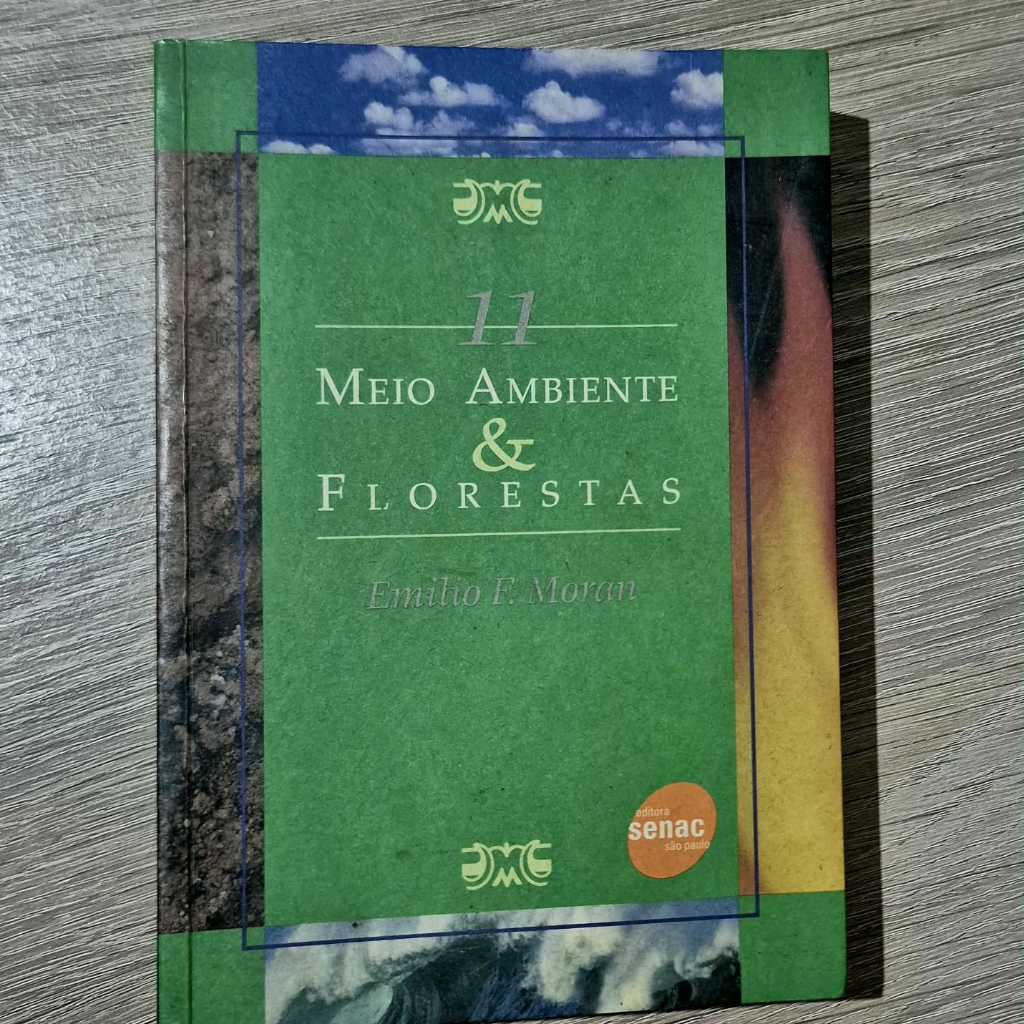 11
MEIO AMBIENTE
&
FLORESTAS
Emilio F. Moran
editora
senac
são paulo